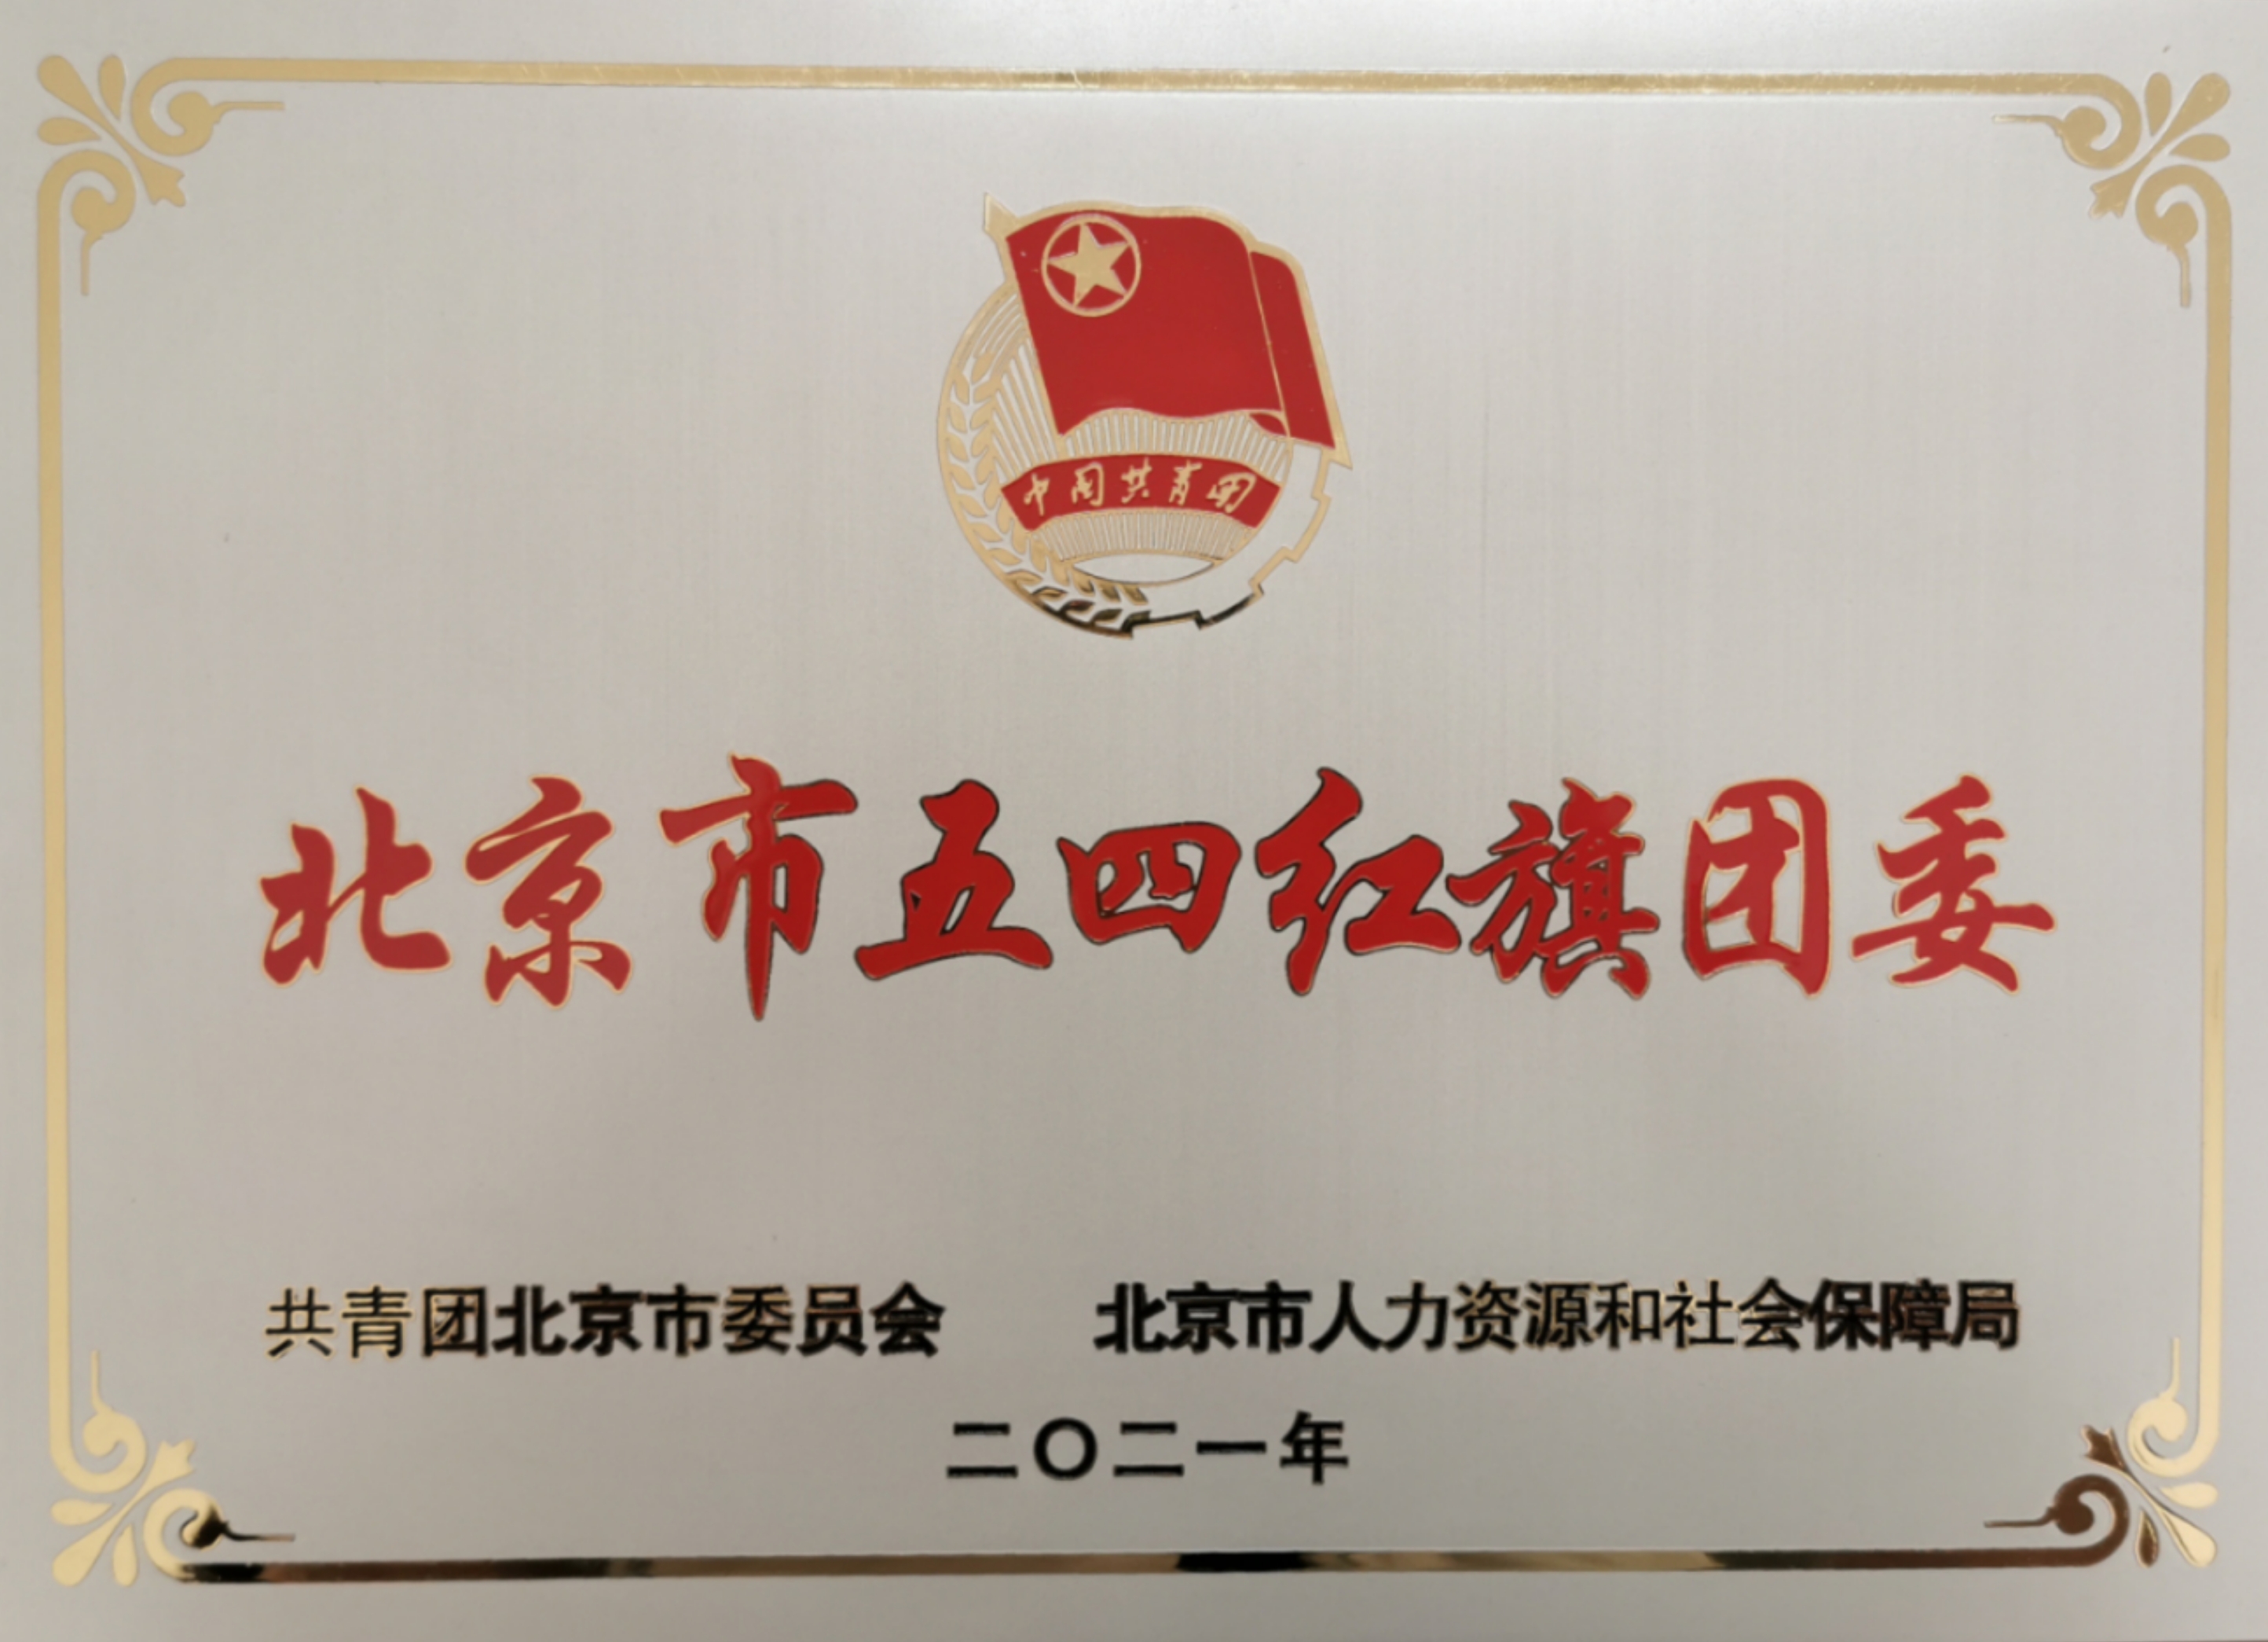 中国共青团
北京市五四红旗团委
共青团北京市委员会 北京市人力资源和社会保障局
二〇二一年